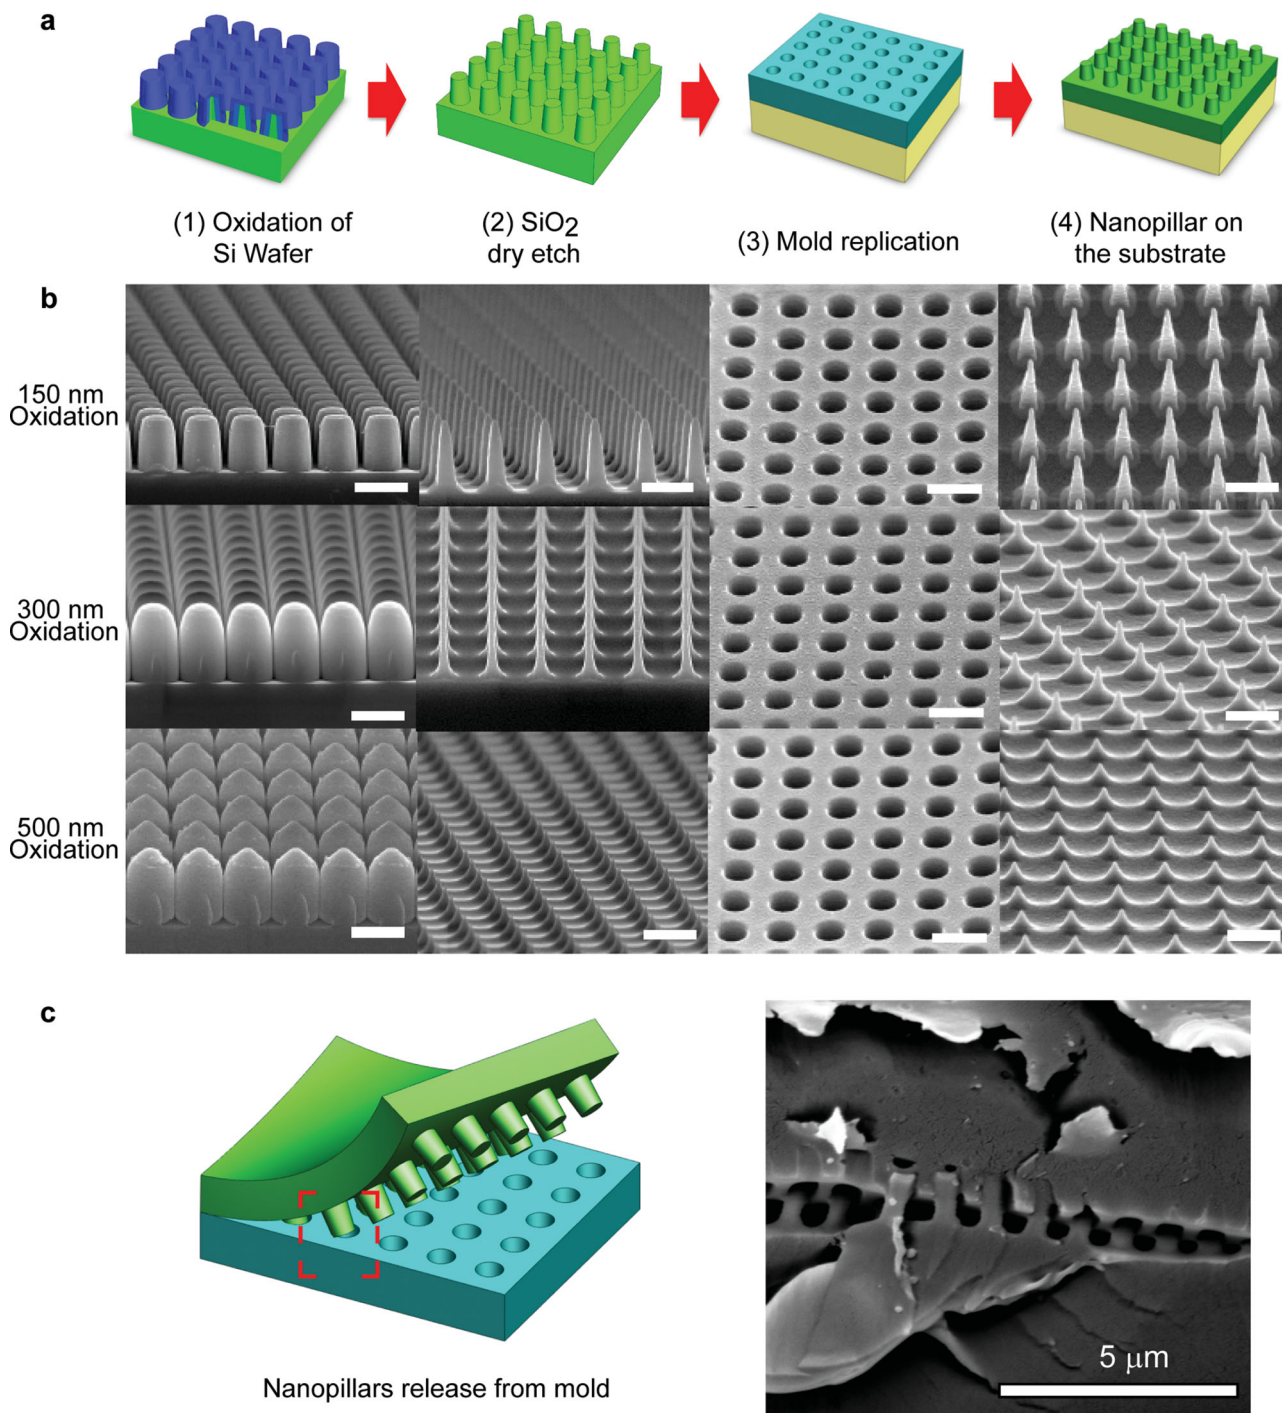 a
(1) Oxidation of
Si Wafer
(2) SiO2
dry etch
(3) Mold replication
(4) Nanopillar on
the substrate
b
150 nm
Oxidation
300 nm
Oxidation
500 nm
Oxidation
c
Nanopillars release from mold
5 μm